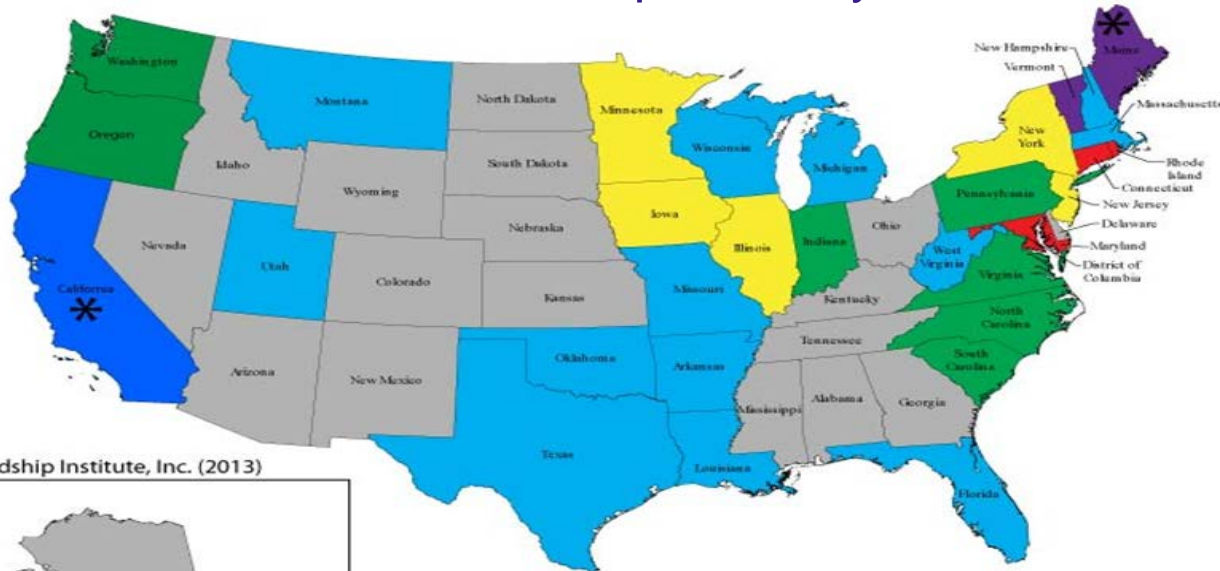 Washington
Oregon
California
*
Idaho
Nevada
Montana
Wyoming
Utah
Arizona
Colorado
New Mexico
North Dakota
South Dakota
Nebraska
Kansas
Oklahoma
Texas
Minnesota
Iowa
Missouri
Arkansas
Louisiana
Wisconsin
Illinois
Michigan
Indiana
Ohio
Kentucky
Tennessee
Mississippi
Alabama
Georgia
Florida
South
Carolina
North
Carolina
Virginia
West
Virginia
Pennsylvania
New
York
*
Maine
New Hampshire
Vermont
Massachusetts
Rhode
Island
Connecticut
New Jersey
Delaware
Maryland
District of
Columbia
dship Institute, Inc. (2013)